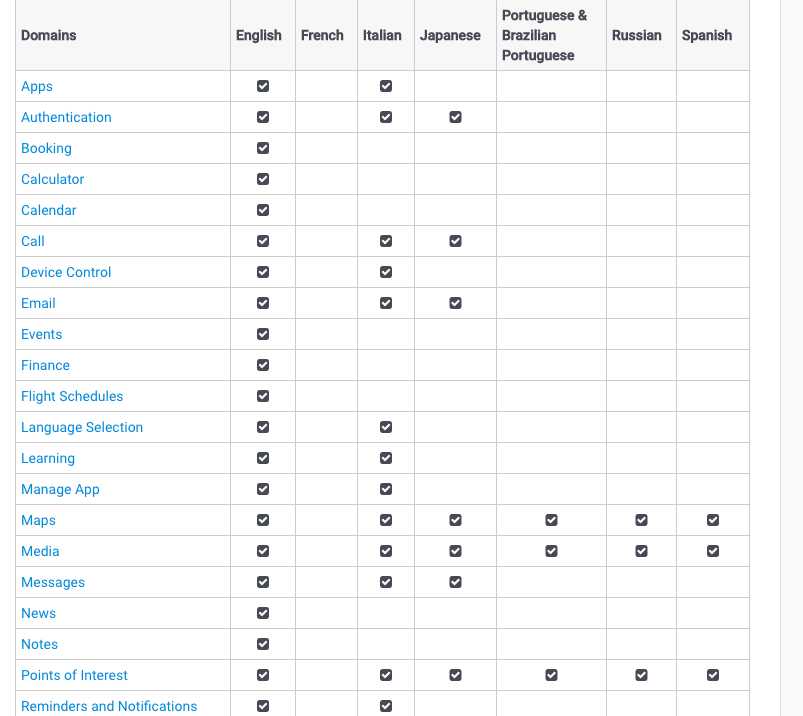 Domains English French Italian Japanese Portuguese & Brazilian Portuguese Russian Spanish
Apps
Authentication
Booking
Calculator
Calendar
Call
Device Control
Email
Events
Finance
Flight Schedules
Language Selection
Learning
Manage App
Maps
Media
Messages
News
Notes
Points of Interest
Reminders and Notifications